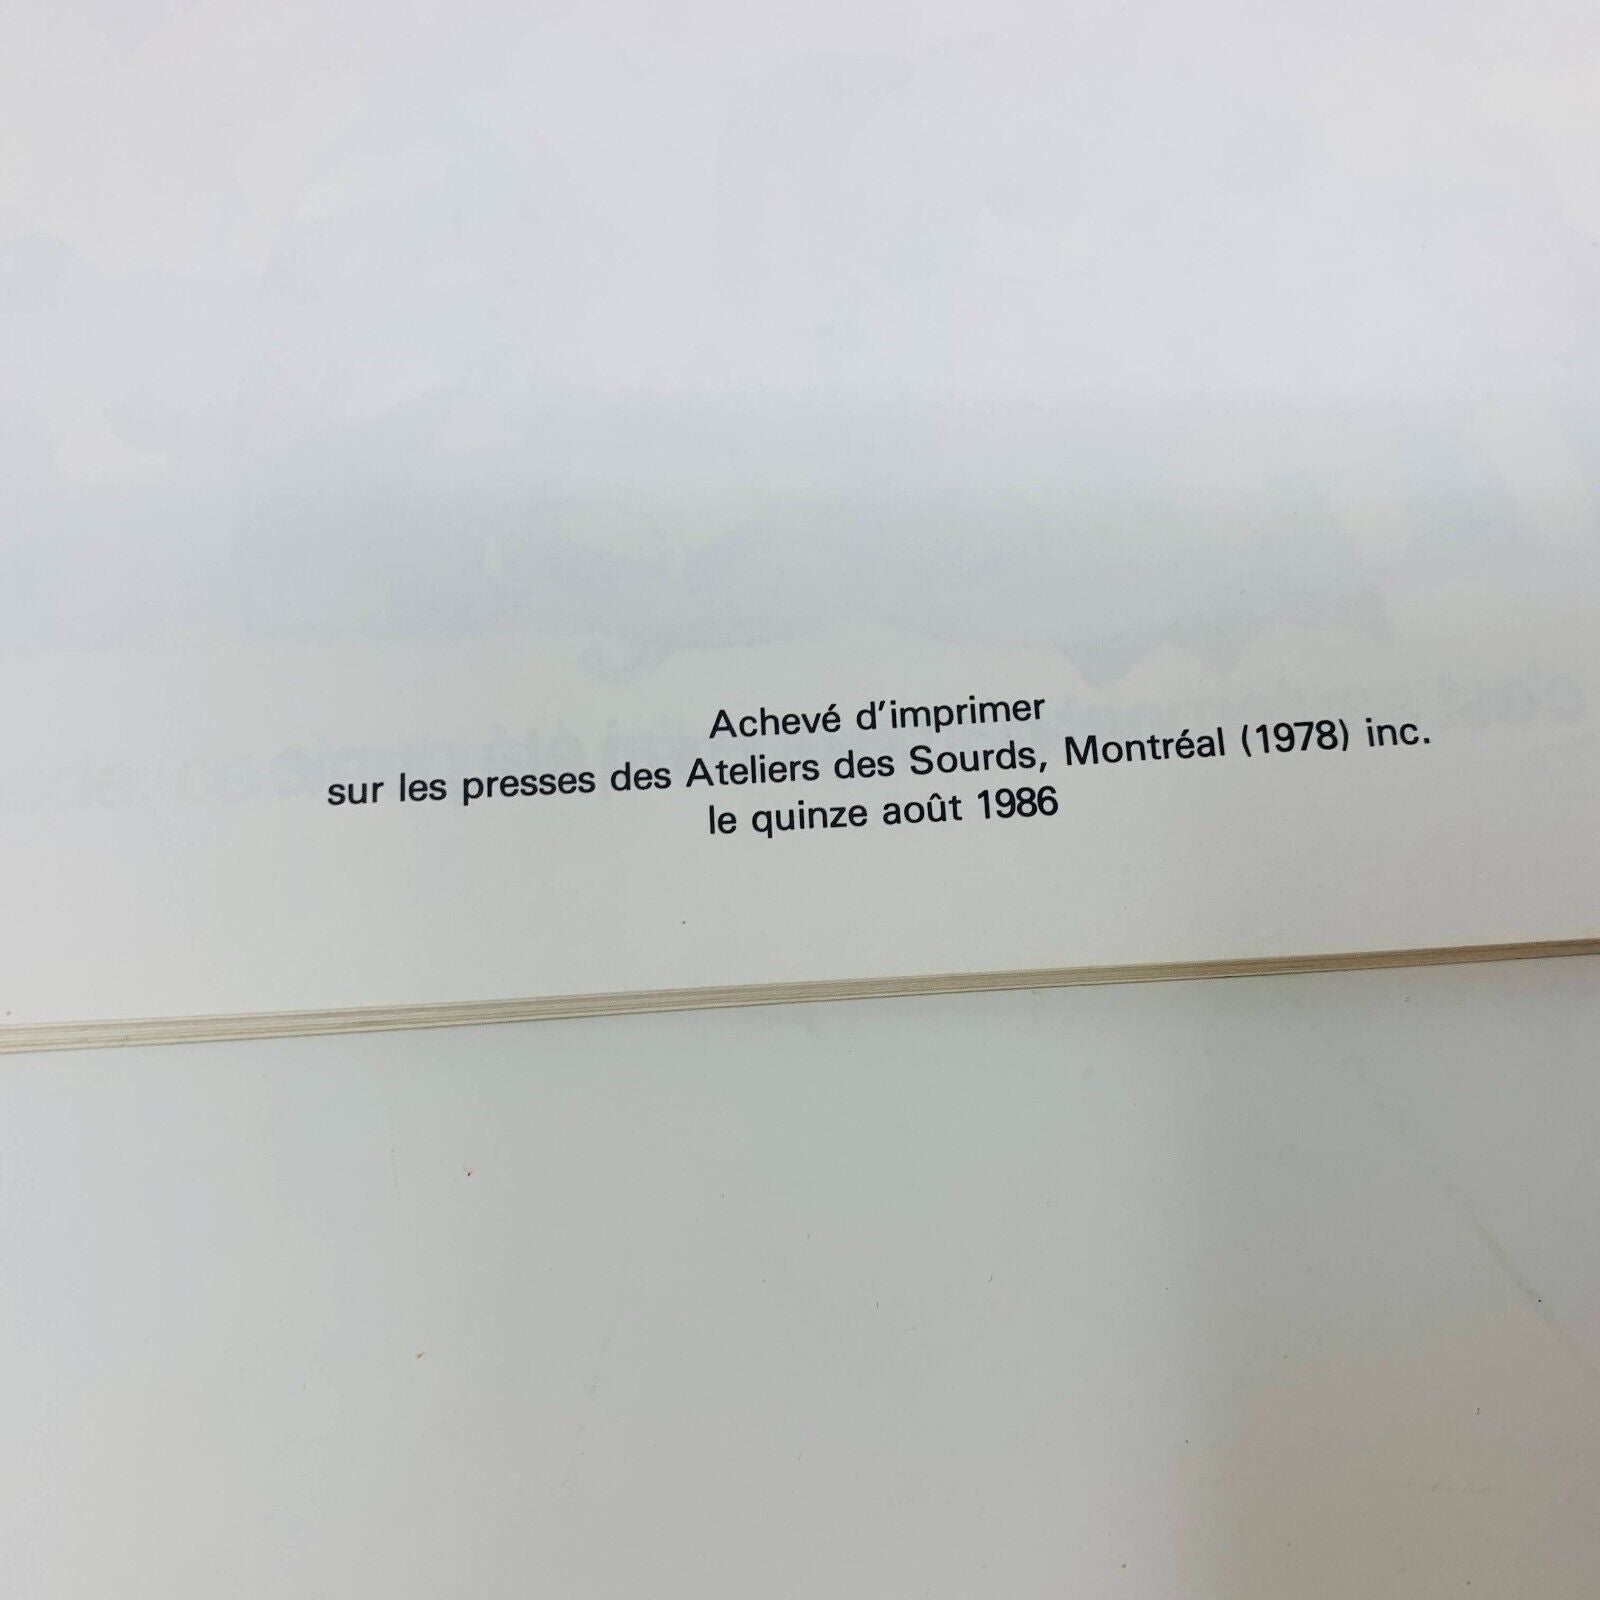 Achevé d'imprimer
sur les presses des Ateliers des Sourds, Montréal (1978) inc.
le quinze août 1986